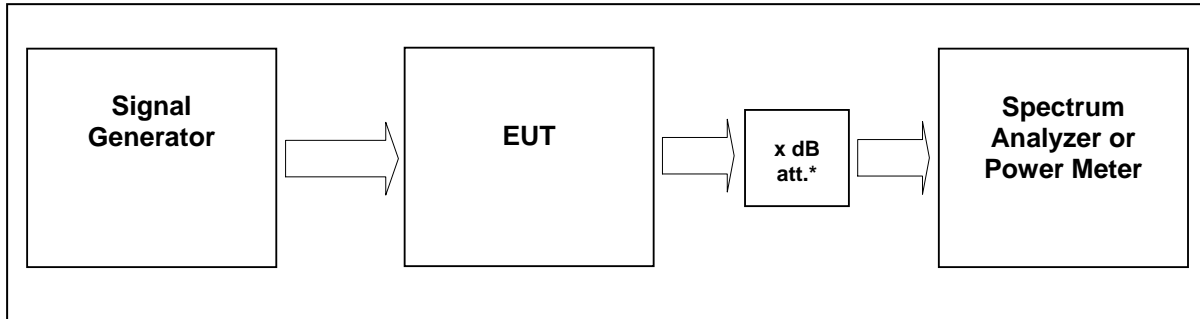 Signal
Generator
EUT
x dB
att.*
Spectrum
Analyzer or
Power Meter